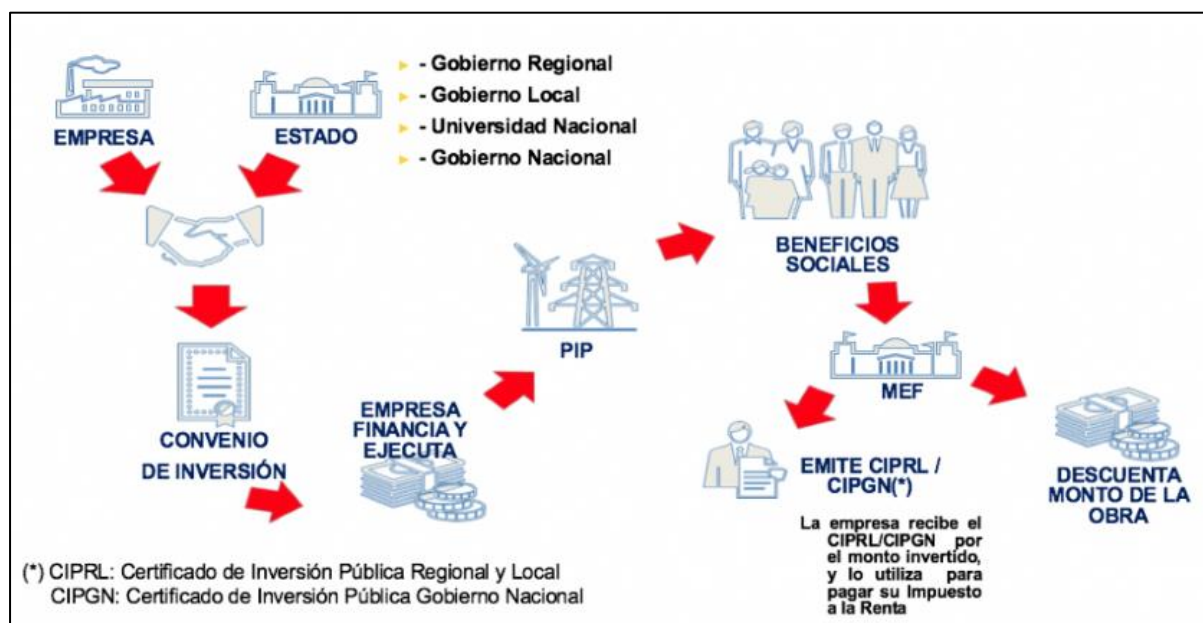 EMPRESA
ESTADO
- Gobierno Regional
- Gobierno Local
- Universidad Nacional
- Gobierno Nacional
CONVENIO
DE INVERSIÓN
EMPRESA
FINANCIA Y
EJECUTA
PIP
BENEFICIOS
SOCIALES
MEF
EMITE CIPRL /
CIPGN(*)
La empresa recibe el
CIPRL/CIPGN por
el monto invertido,
y lo utiliza para
pagar su Impuesto
a la Renta
DESCUENTA
MONTO DE LA
OBRA
(*) CIPRL: Certificado de Inversión Pública Regional y Local
CIPGN: Certificado de Inversión Pública Gobierno Nacional